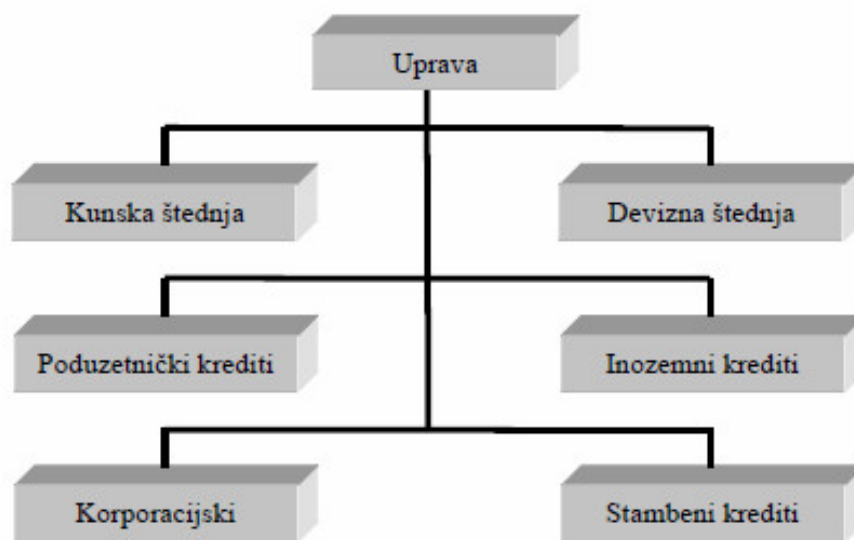 Uprava
Kunska štednja
Devizna štednja
Poduzetnički krediti
Inozemni krediti
Korporacijski
Stambeni krediti